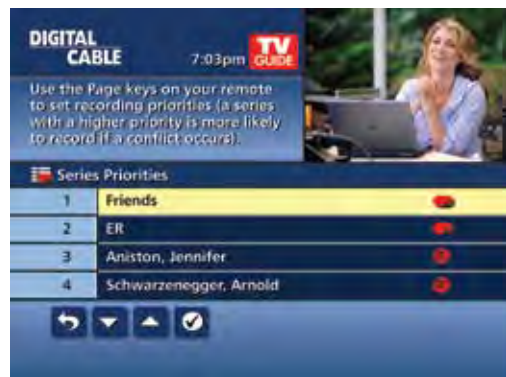 DIGITAL
CABLE
7:03pm
TV
GUIDE
Use the Page keys on your remote
to set recording priorities (a series
with a higher priority is more likely
to record if a conflict occurs).
Series Priorities
1 Friends
2 ER
3 Aniston, Jennifer
4 Schwarzenegger, Arnold